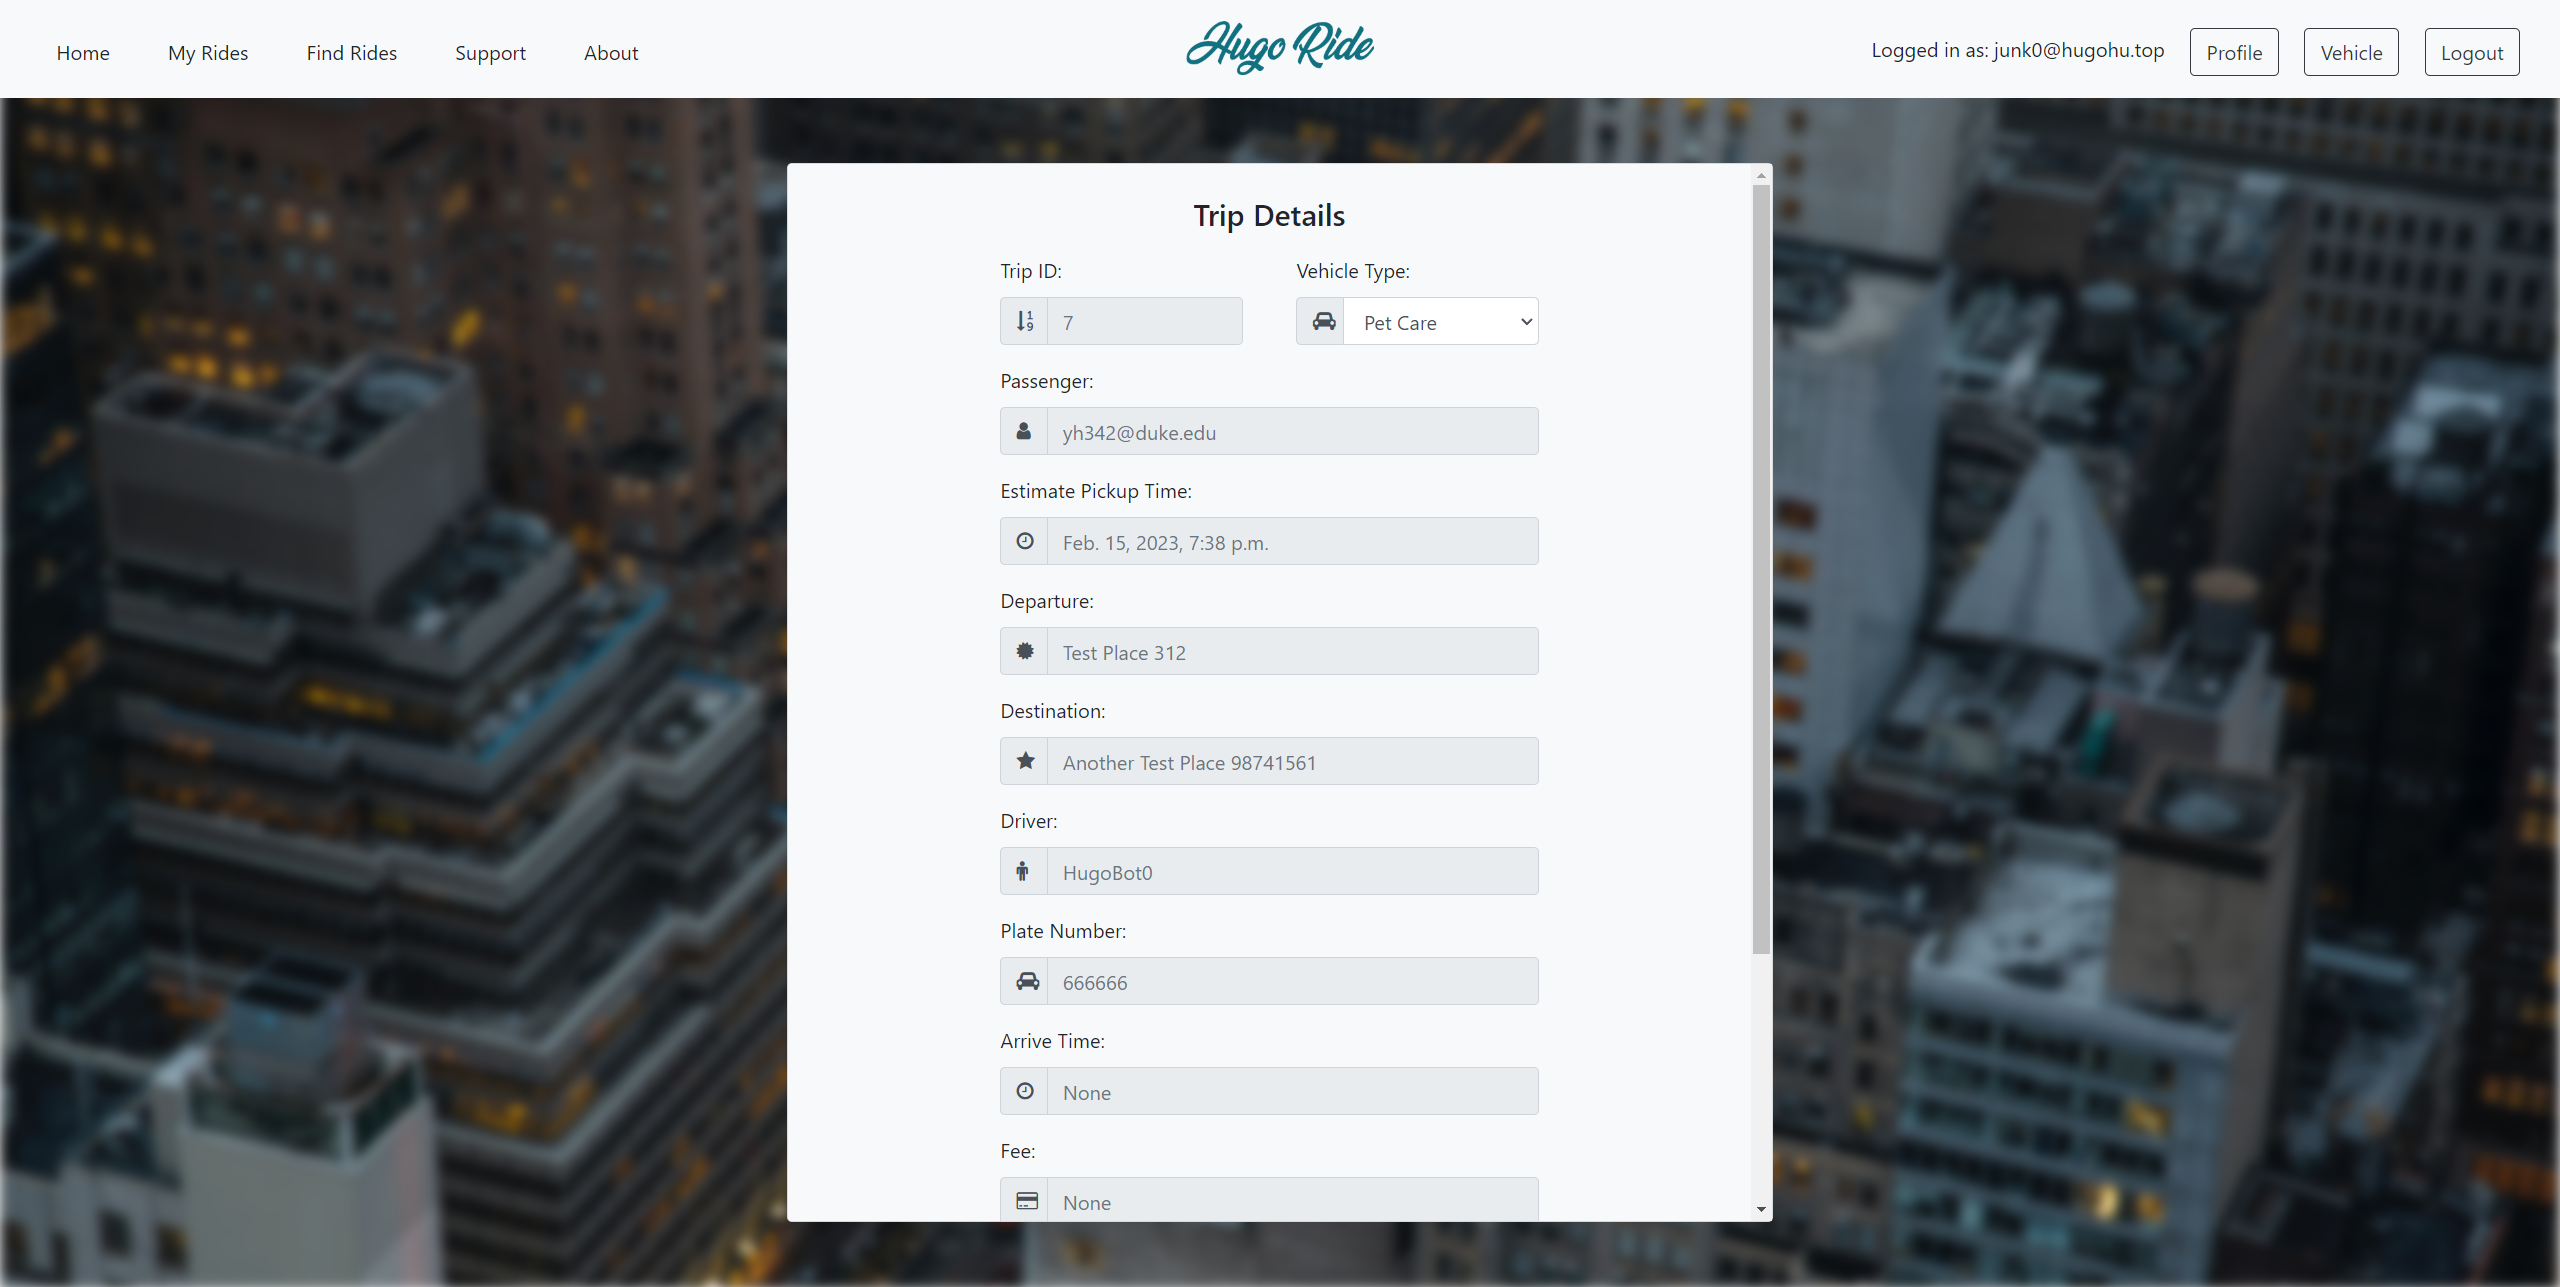 Home My Rides Find Rides Support About Hugo Ride Logged in as: junk0@hugohu.top Profile Vehicle Logout
Trip Details
Trip ID: Vehicle Type:
7 Pet Care
Passenger:
yh342@duke.edu
Estimate Pickup Time:
Feb. 15, 2023, 7:38 p.m.
Departure:
Test Place 312
Destination:
Another Test Place 98741561
Driver:
HugoBot0
Plate Number:
666666
Arrive Time:
None
Fee:
None